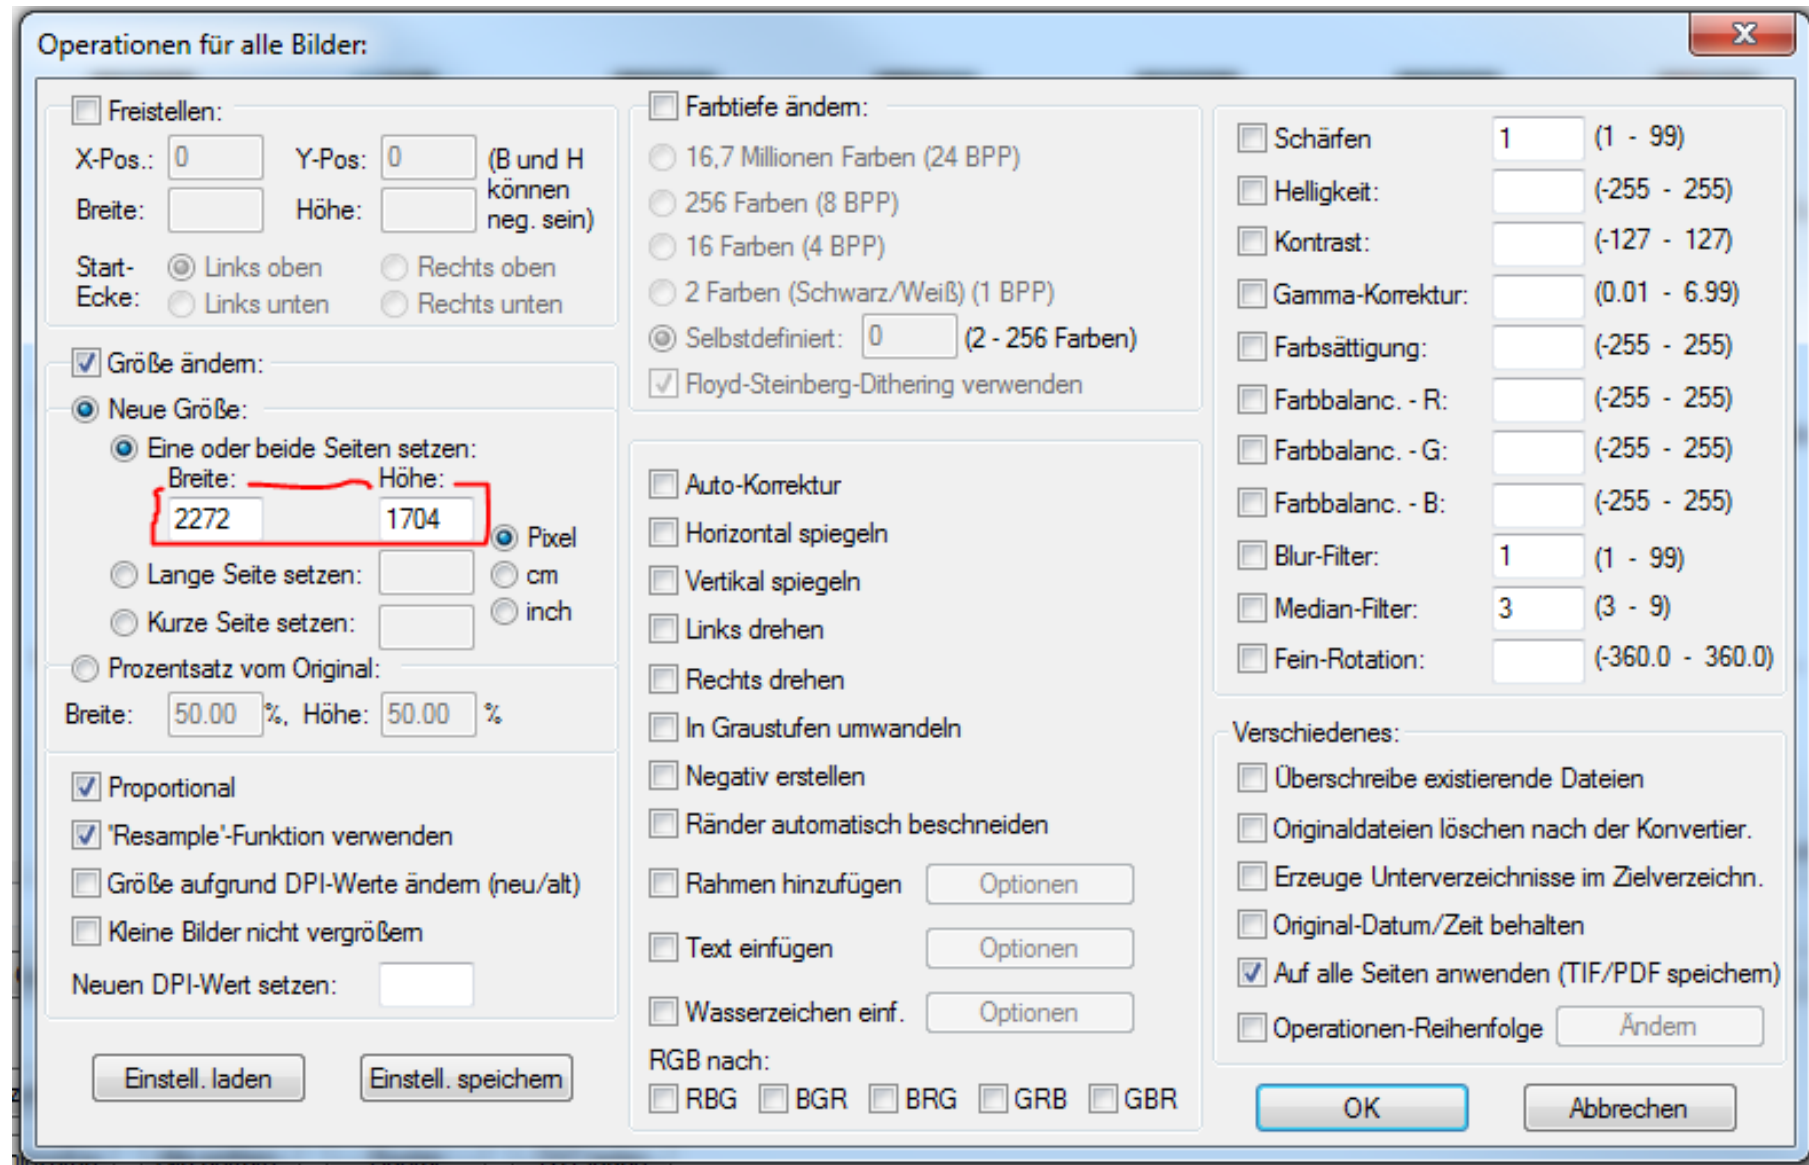 Operationen für alle Bilder:
Freistellen:
X-Pos.: 0 Y-Pos: 0 (B und H
können
Breite: Höhe: neg. sein)
Start- Links oben Rechts oben
Ecke: Links unten Rechts unten
Größe ändern:
Neue Größe:
Eine oder beide Seiten setzen:
Breite: Höhe:
2272 1704
Pixel
Lange Seite setzen: cm
Kurze Seite setzen: inch
Prozentsatz vom Original:
Breite: 50.00 %, Höhe: 50.00 %
Proportional
"Resample"-Funktion verwenden
Größe aufgrund DPI-Werte ändern (neu/alt)
Kleine Bilder nicht vergrößern
Neuen DPI-Wert setzen:
Einstell. laden Einstell. speichern
Farbtiefe ändern:
16,7 Millionen Farben (24 BPP)
256 Farben (8 BPP)
16 Farben (4 BPP)
2 Farben (Schwarz/Weiß) (1 BPP)
Selbstdefiniert: 0 (2 - 256 Farben)
Floyd-Steinberg-Dithering verwenden
Auto-Korrektur
Horizontal spiegeln
Vertikal spiegeln
Links drehen
Rechts drehen
In Graustufen umwandeln
Negativ erstellen
Ränder automatisch beschneiden
Rahmen hinzufügen Optionen
Text einfügen Optionen
Wasserzeichen einf. Optionen
RGB nach:
RBG BGR BRG GRB GBR
Schärfen 1 (1 - 99)
Helligkeit: (-255 - 255)
Kontrast: (-127 - 127)
Gamma-Korrektur: (0.01 - 6.99)
Farbsättigung: (-255 - 255)
Farbbalanc. - R: (-255 - 255)
Farbbalanc. - G: (-255 - 255)
Farbbalanc. - B: (-255 - 255)
Blur-Filter: 1 (1 - 99)
Median-Filter: 3 (3 - 9)
Fein-Rotation: (-360.0 - 360.0)
Verschiedenes:
Überschreibe existierende Dateien
Originaldateien löschen nach der Konvertier.
Erzeuge Unterverzeichnisse im Zielverzeichn.
Original-Datum/Zeit behalten
Auf alle Seiten anwenden (TIF/PDF speichern)
Operationen-Reihenfolge Ändern
OK Abbrechen